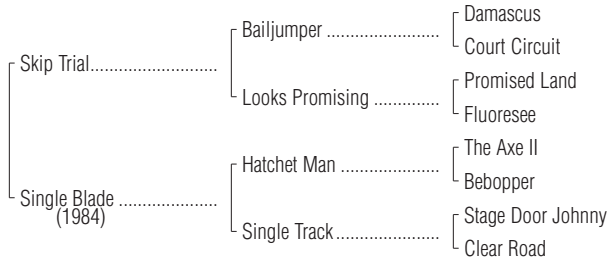 Damascus
Bailjumper ........................
Court Circuit
Skip Trial...........................
Promised Land
Looks Promising ..............
Fluoresee
The Axe II
Hatchet Man .....................
Bebopper
Single Blade .....................
(1984)
Stage Door Johnny
Single Track......................
Clear Road